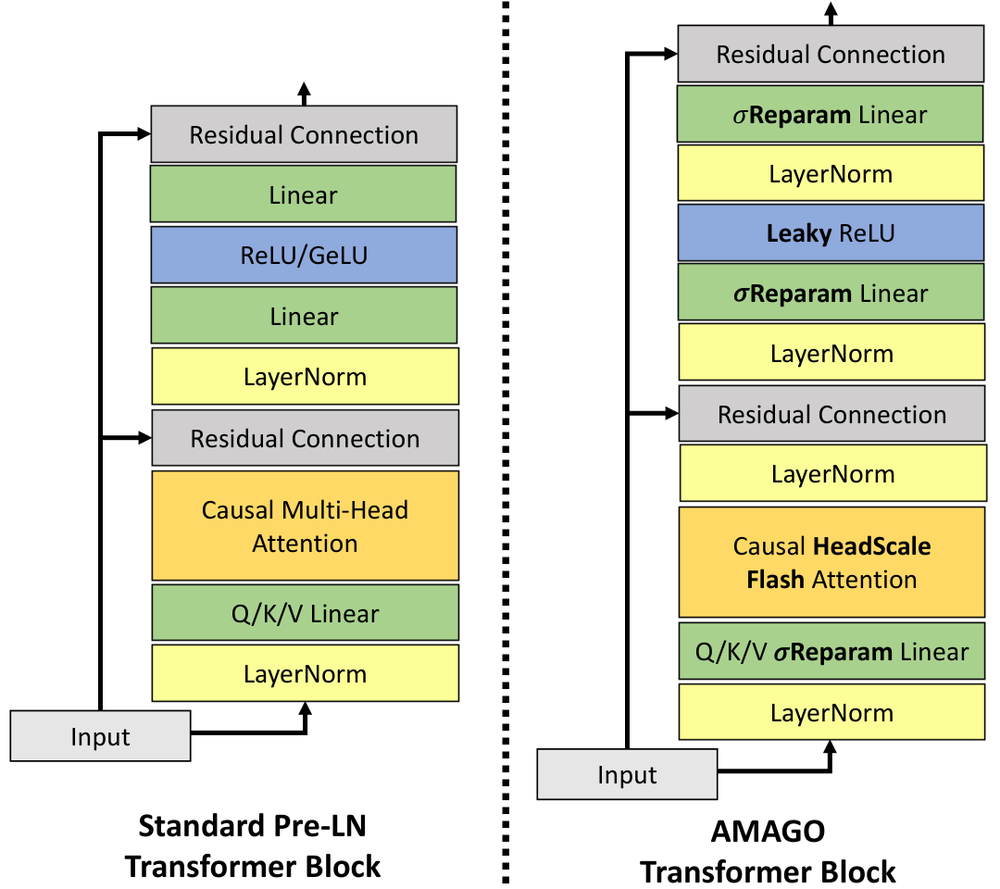 Residual Connection
Linear
ReLU/GeLU
Linear
LayerNorm
Residual Connection
Causal Multi-Head
Attention
Q/K/V Linear
LayerNorm
Input
Standard Pre-LN
Transformer Block
Residual Connection
σReparam Linear
LayerNorm
Leaky ReLU
σReparam Linear
LayerNorm
Residual Connection
LayerNorm
Causal HeadScale
Flash Attention
Q/K/V σReparam Linear
LayerNorm
Input
AMAGO
Transformer Block